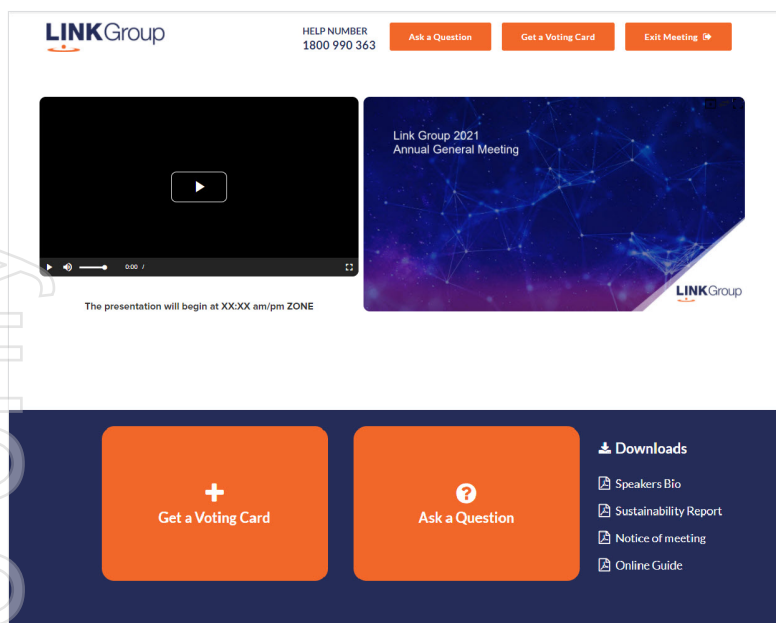 LINKGroup
HELP NUMBER
1800 990 363
Ask a Question
Get a Voting Card
Exit Meeting
Link Group 2021
Annual General Meeting
0:00 /
LINKGroup
The presentation will begin at XX:XX am/pm ZONE
Get a Voting Card
Ask a Question
Downloads
Speakers Bio
Sustainability Report
Notice of meeting
Online Guide